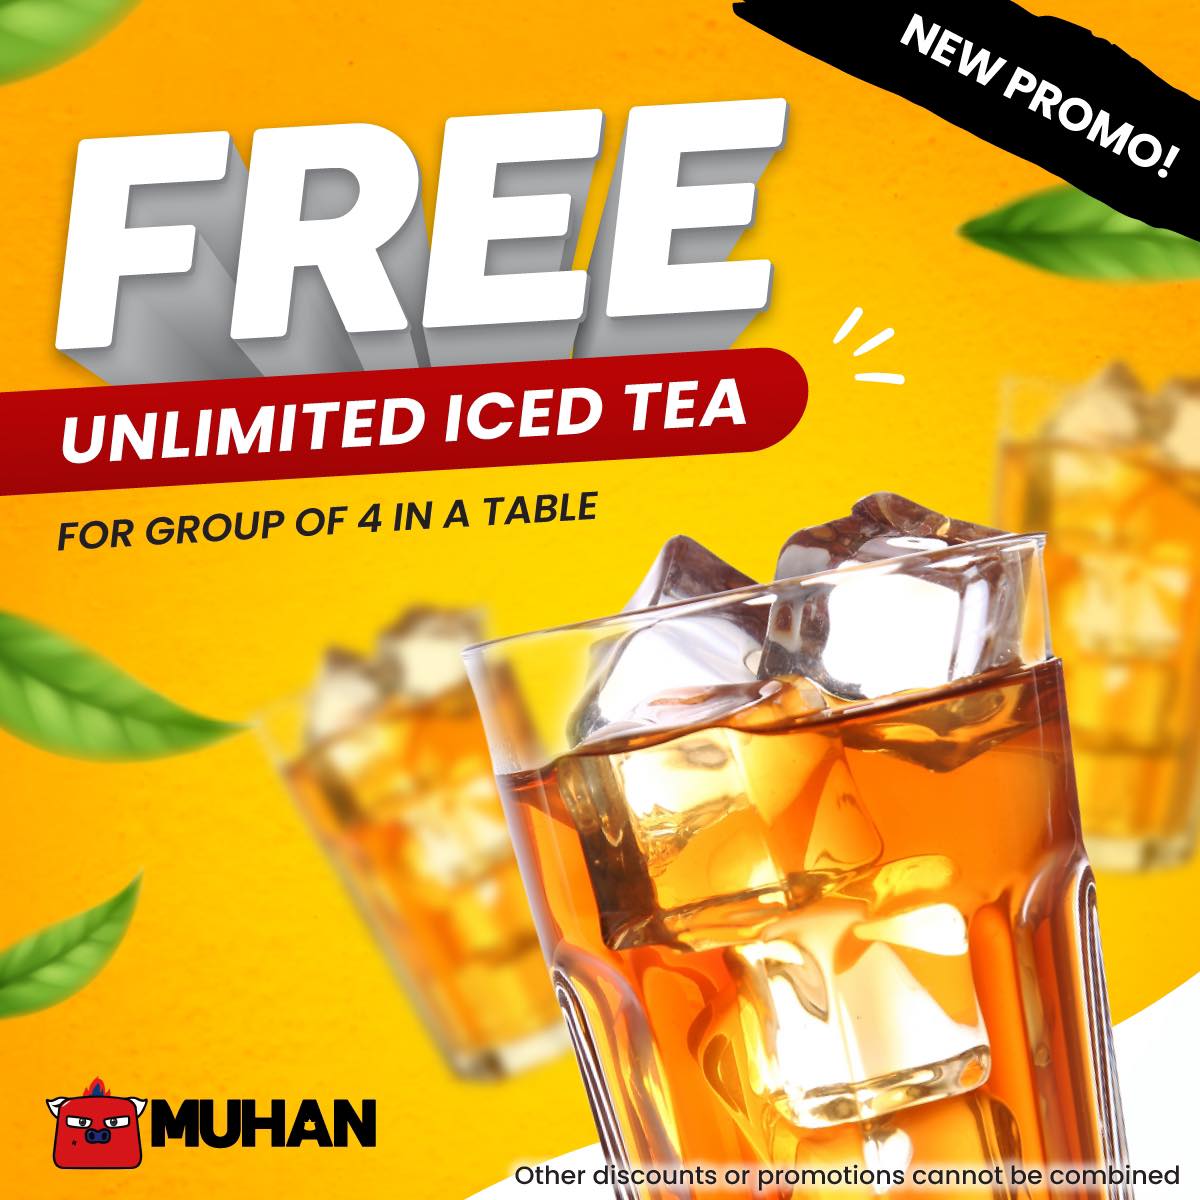 NEW PROMO!
FREE
UNLIMITED ICED TEA
FOR GROUP OF 4 IN A TABLE
MUHAN
Other discounts or promotions cannot be combined